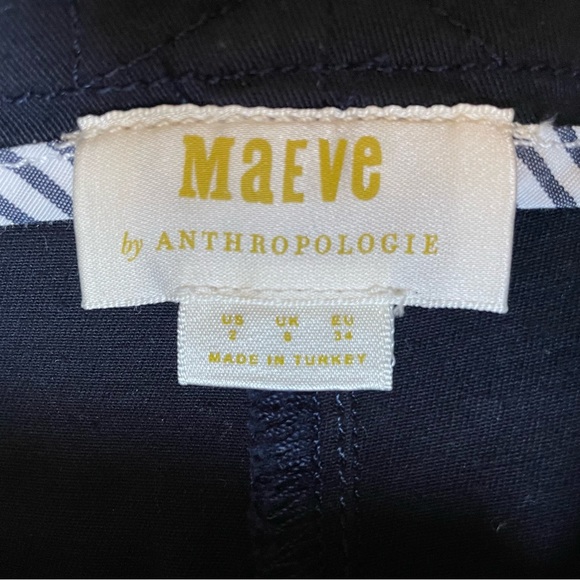 MaEVe
by ANTHROPOLOGIE
US UK EU
2 6 34
MADE IN TURKEY